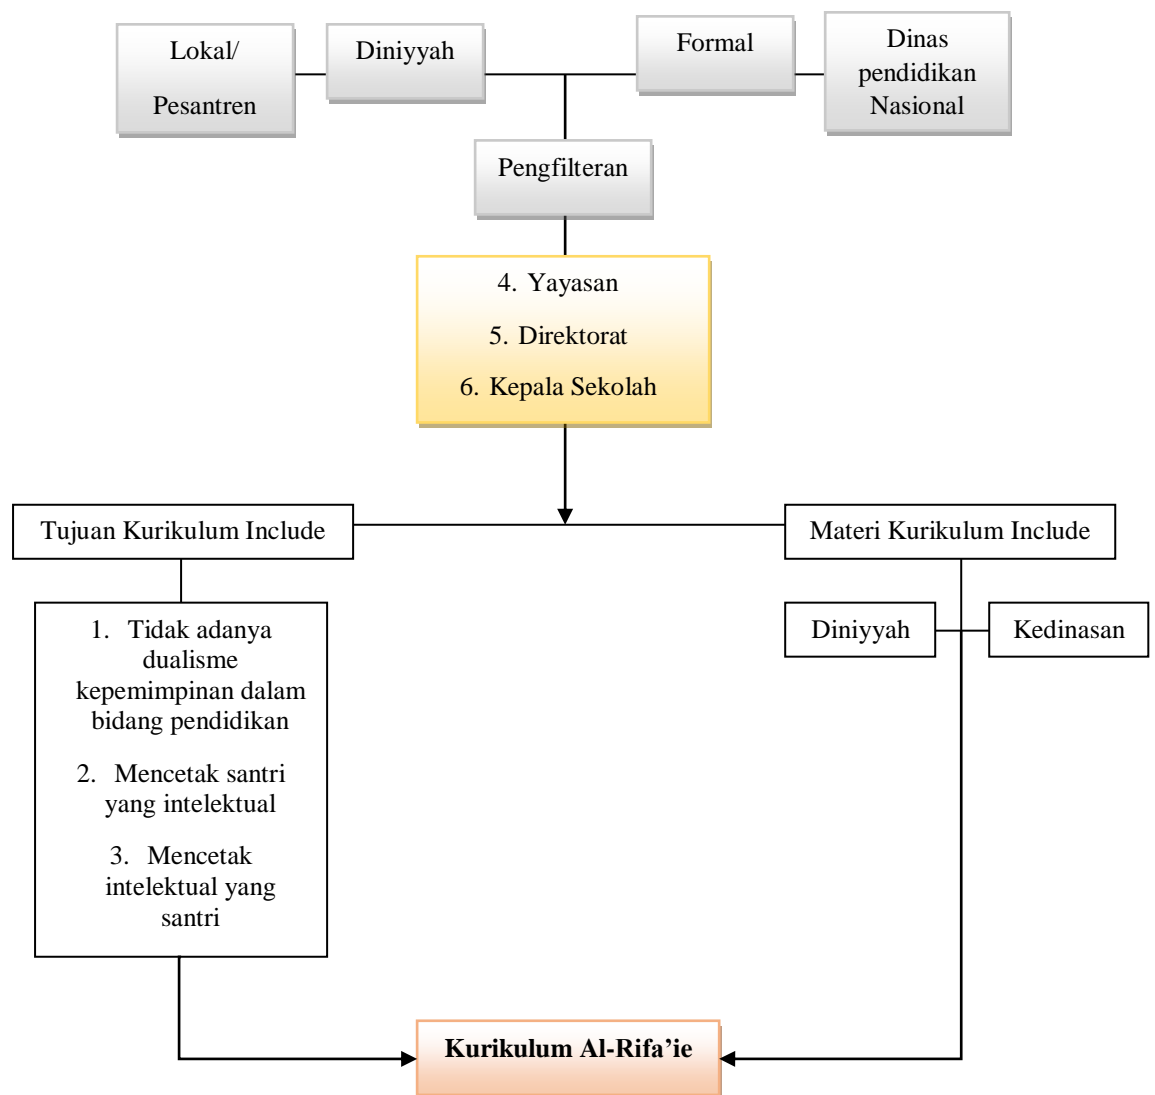 Lokal/
Pesantren
Diniyyah
Formal
Dinas
pendidikan
Nasional
Pengfilteran
4. Yayasan
5. Direktorat
6. Kepala Sekolah
Tujuan Kurikulum Include
Materi Kurikulum Include
1. Tidak adanya
dualisme
kepemimpinan dalam
bidang pendidikan
2. Mencetak santri
yang intelektual
3. Mencetak
intelektual yang
santri
Diniyyah
Kedinasan
Kurikulum Al-Rifa’ie